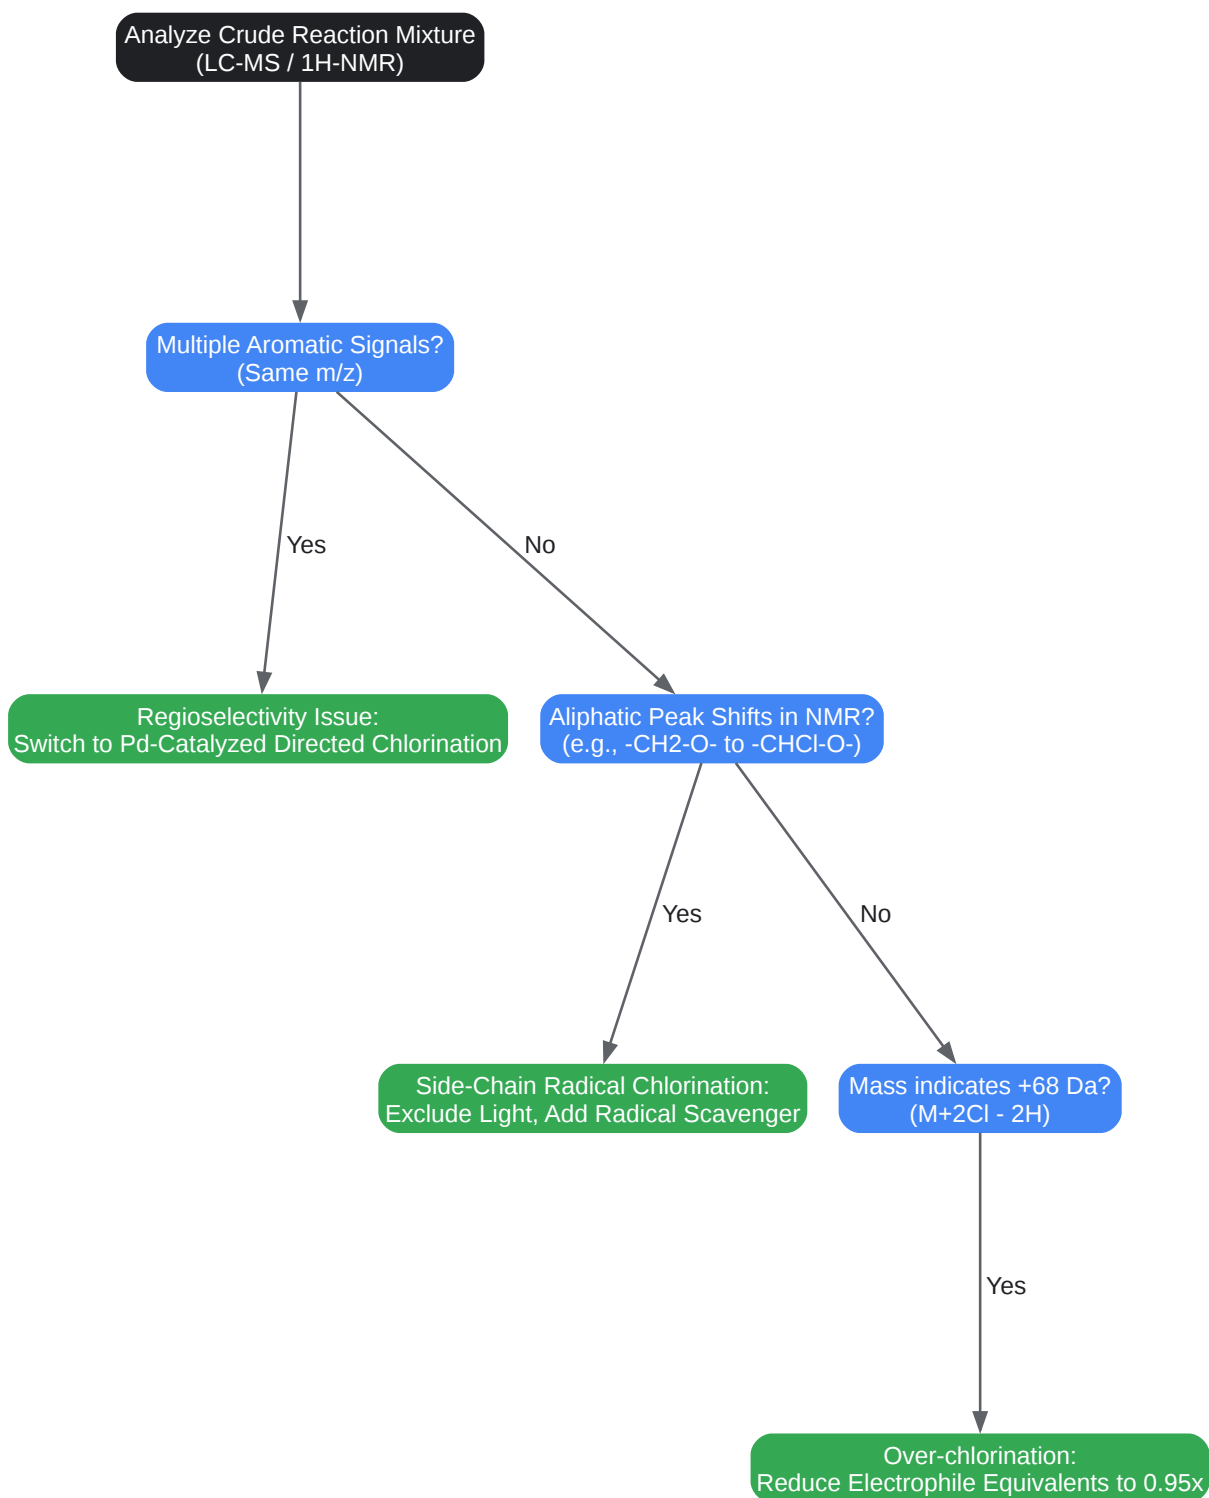 Analyze Crude Reaction Mixture
(LC-MS / 1H-NMR)
Multiple Aromatic Signals?
(Same m/z)
Yes
No
Regioselectivity Issue:
Switch to Pd-Catalyzed Directed Chlorination
Aliphatic Peak Shifts in NMR?
(e.g., -CH2-O- to -CHCl-O-)
Yes
No
Side-Chain Radical Chlorination:
Exclude Light, Add Radical Scavenger
Mass indicates +68 Da?
(M+2Cl - 2H)
Yes
Over-chlorination:
Reduce Electrophile Equivalents to 0.95x